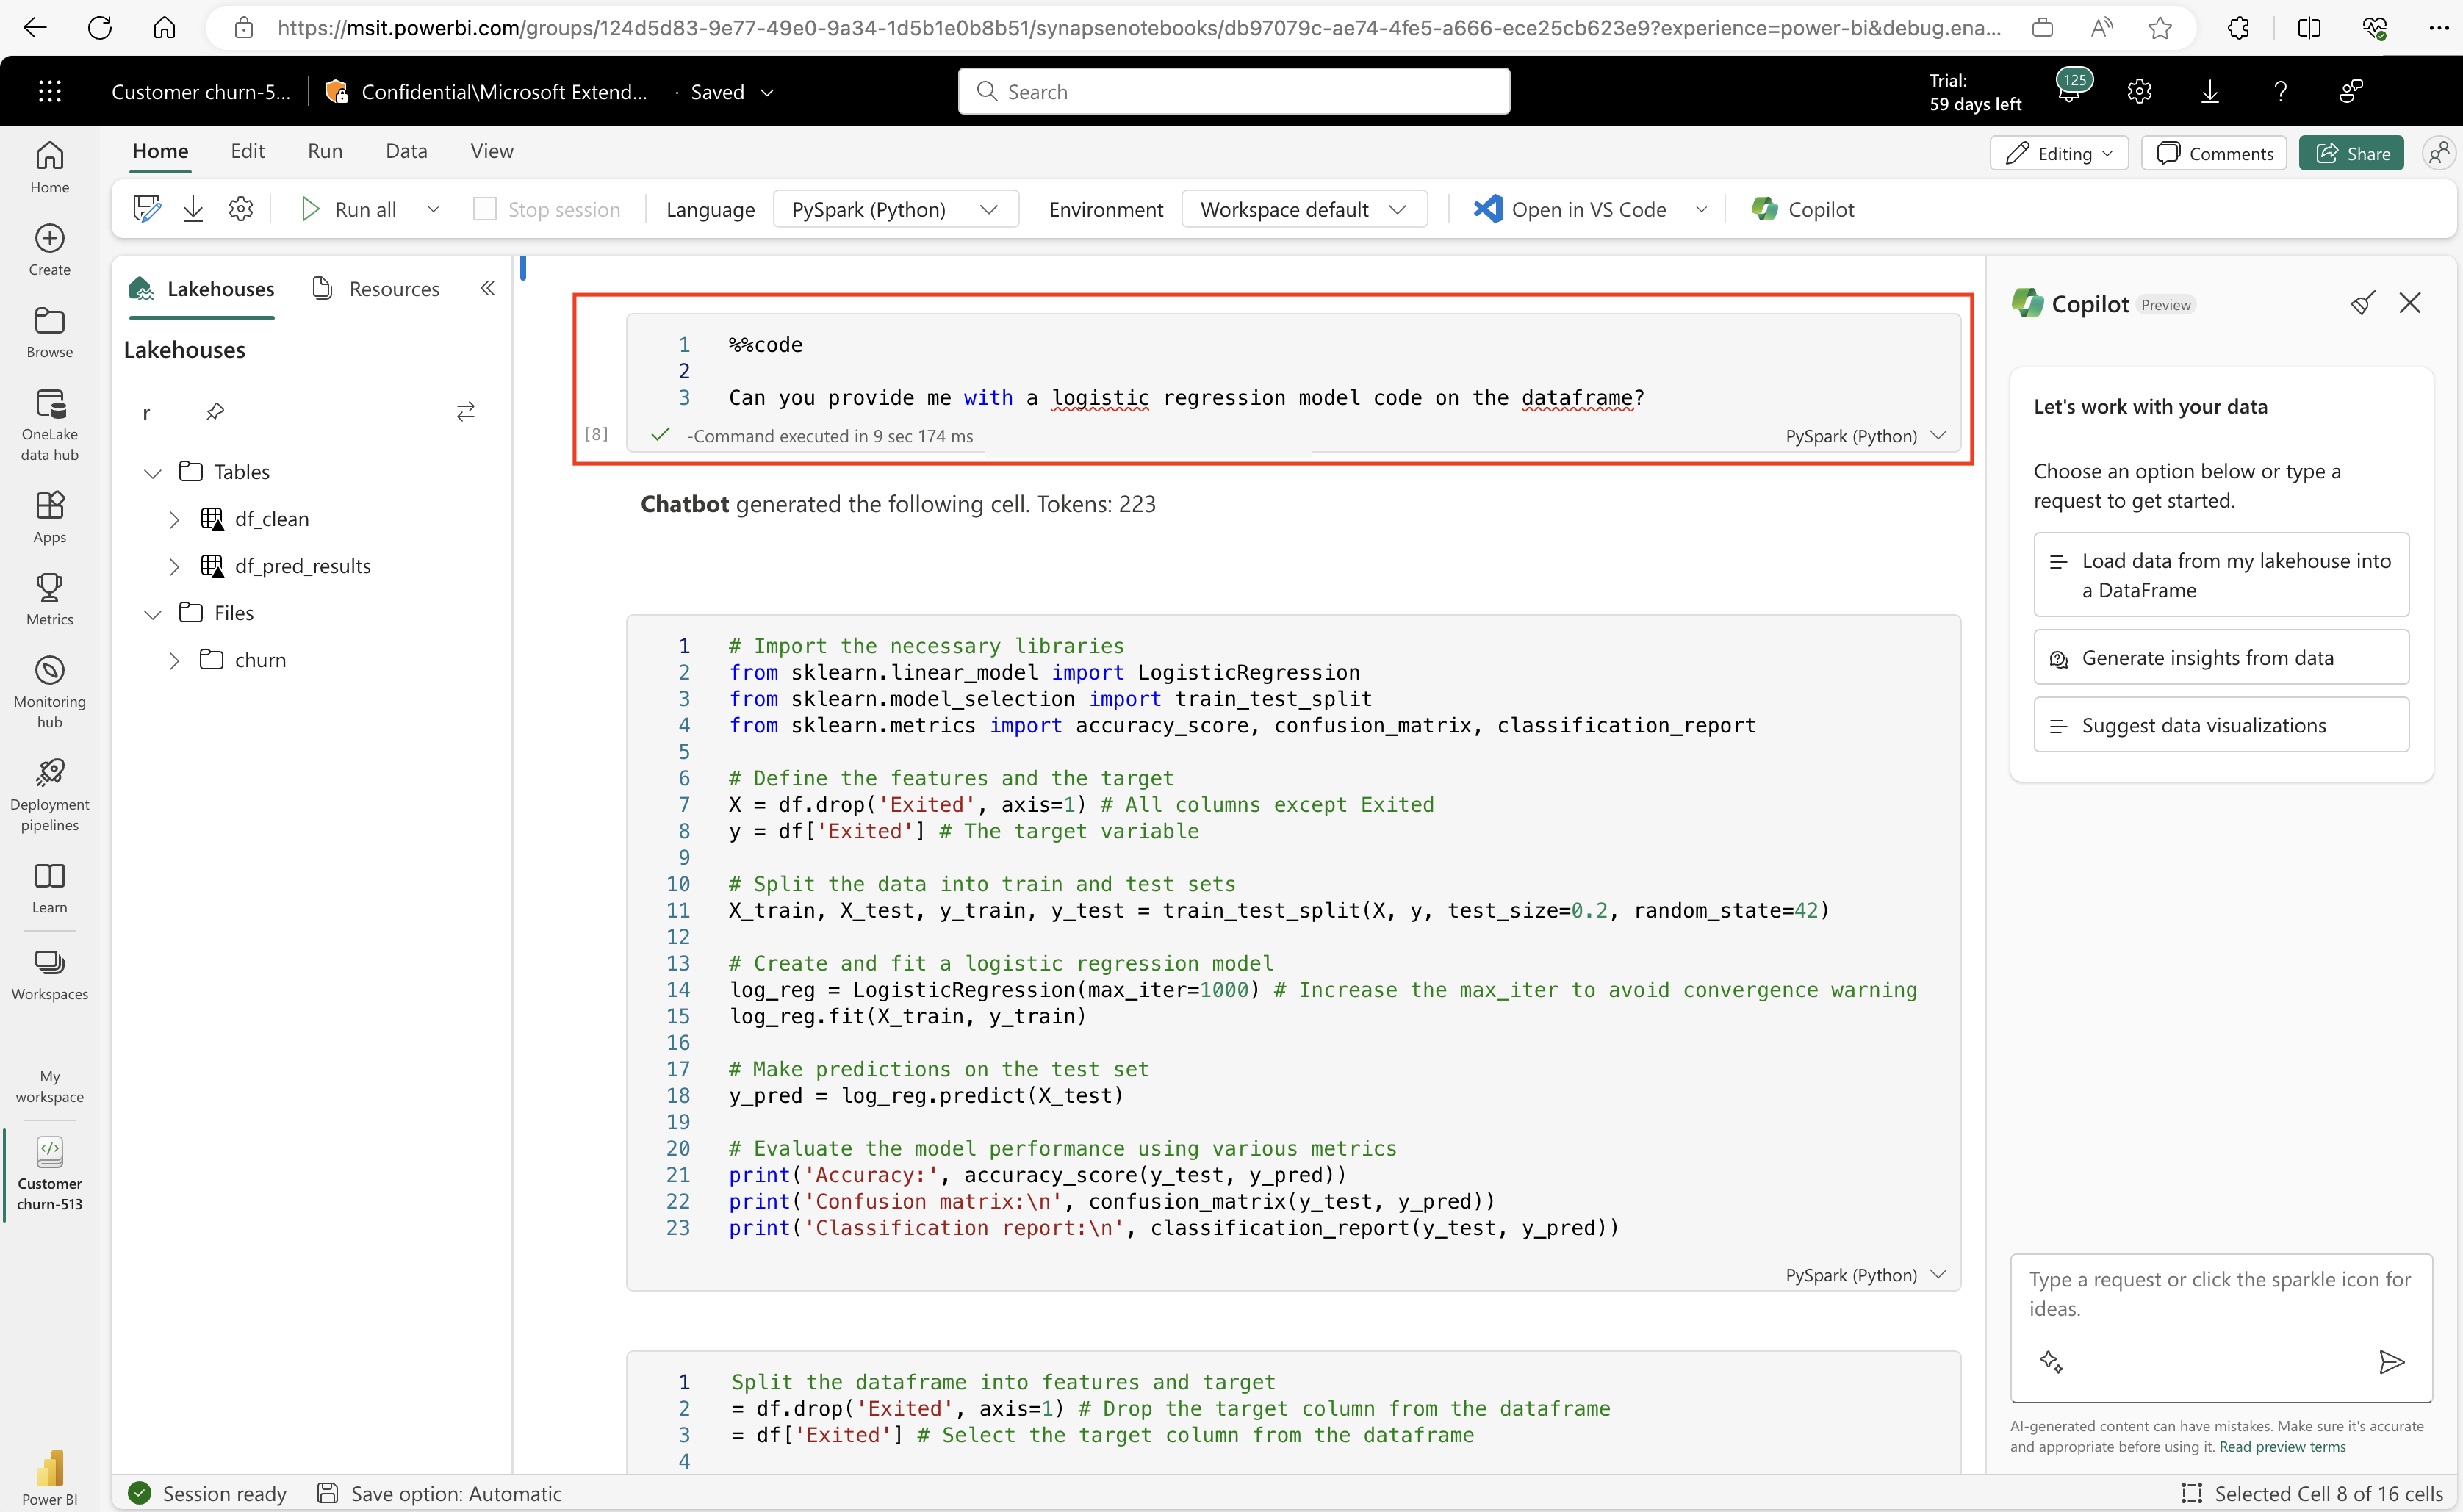 https://msit.powerbi.com/groups/124d5d83-9e77-49e0-9a34-1d5b1e0b8b51/synapsenotebooks/db97079c-ae74-4fe5-a666-ece25cb623e9?experience=power-bi&debug.ena...
Customer churn-5...
Confidential\Microsoft Extend...
· Saved
Search
Trial:
59 days left
125
Home
Edit
Run
Data
View
Editing
Comments
Share
Run all
Stop session
Language
PySpark (Python)
Environment
Workspace default
Open in VS Code
Copilot
Home
Create
Browse
OneLake
data hub
Apps
Metrics
Monitoring
hub
Deployment
pipelines
Learn
Workspaces
My
workspace
Customer
churn-513
Power BI
Lakehouses
Resources
Lakehouses
r
Tables
df_clean
df_pred_results
Files
churn
1 %%code
2
3 Can you provide me with a logistic regression model code on the dataframe?
[8]
-Command executed in 9 sec 174 ms
PySpark (Python)
Chatbot generated the following cell. Tokens: 223
1 # Import the necessary libraries
2 from sklearn.linear_model import LogisticRegression
3 from sklearn.model_selection import train_test_split
4 from sklearn.metrics import accuracy_score, confusion_matrix, classification_report
5
6 # Define the features and the target
7 X = df.drop('Exited', axis=1) # All columns except Exited
8 y = df['Exited'] # The target variable
9
10 # Split the data into train and test sets
11 X_train, X_test, y_train, y_test = train_test_split(X, y, test_size=0.2, random_state=42)
12
13 # Create and fit a logistic regression model
14 log_reg = LogisticRegression(max_iter=1000) # Increase the max_iter to avoid convergence warning
15 log_reg.fit(X_train, y_train)
16
17 # Make predictions on the test set
18 y_pred = log_reg.predict(X_test)
19
20 # Evaluate the model performance using various metrics
21 print('Accuracy:', accuracy_score(y_test, y_pred))
22 print('Confusion matrix:\n', confusion_matrix(y_test, y_pred))
23 print('Classification report:\n', classification_report(y_test, y_pred))
PySpark (Python)
1 Split the dataframe into features and target
2 = df.drop('Exited', axis=1) # Drop the target column from the dataframe
3 = df['Exited'] # Select the target column from the dataframe
4
Copilot Preview
Let's work with your data
Choose an option below or type a
request to get started.
Load data from my lakehouse into
a DataFrame
Generate insights from data
Suggest data visualizations
Type a request or click the sparkle icon for
ideas.
AI-generated content can have mistakes. Make sure it's accurate
and appropriate before using it. Read preview terms
Session ready
Save option: Automatic
Selected Cell 8 of 16 cells